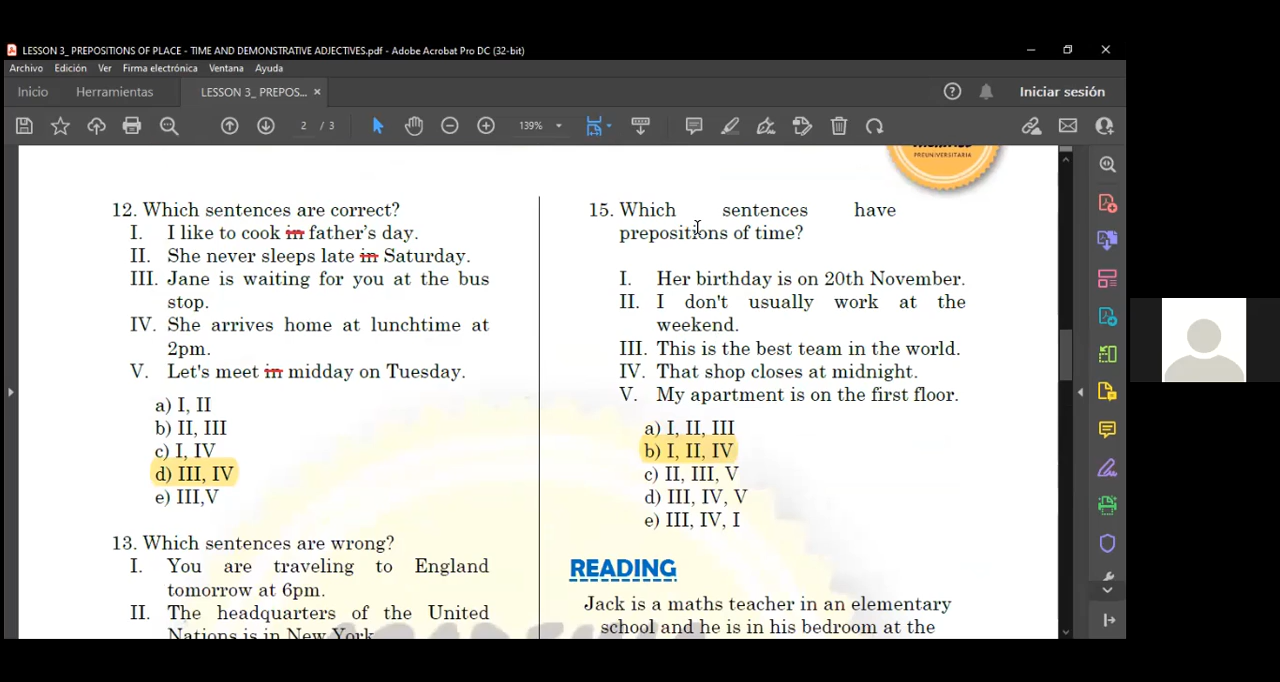 LESSON 3_ PREPOSITIONS OF PLACE - TIME AND DEMONSTRATIVE ADJECTIVES.pdf - Adobe Acrobat Pro DC (32-bit)
Archivo Edición Ver Firma electrónica Ventana Ayuda
Inicio Herramientas LESSON 3_ PREPOS... × Iniciar sesión
2 / 3 139%
PREUNIVERSITARIA
12. Which sentences are correct?
I. I like to cook in father's day.
II. She never sleeps late in Saturday.
III. Jane is waiting for you at the bus
stop.
IV. She arrives home at lunchtime at
2pm.
V. Let's meet in midday on Tuesday.
a) I, II
b) II, III
c) I, IV
d) III, IV
e) III,V
13. Which sentences are wrong?
I. You are traveling to England
tomorrow at 6pm.
II. The headquarters of the United
Nations is in New York
15. Which sentences have
prepositions of time?
I. Her birthday is on 20th November.
II. I don't usually work at the
weekend.
III. This is the best team in the world.
IV. That shop closes at midnight.
V. My apartment is on the first floor.
a) I, II, III
b) I, II, IV
c) II, III, V
d) III, IV, V
e) III, IV, I
READING
Jack is a maths teacher in an elementary
school and he is in his bedroom at the